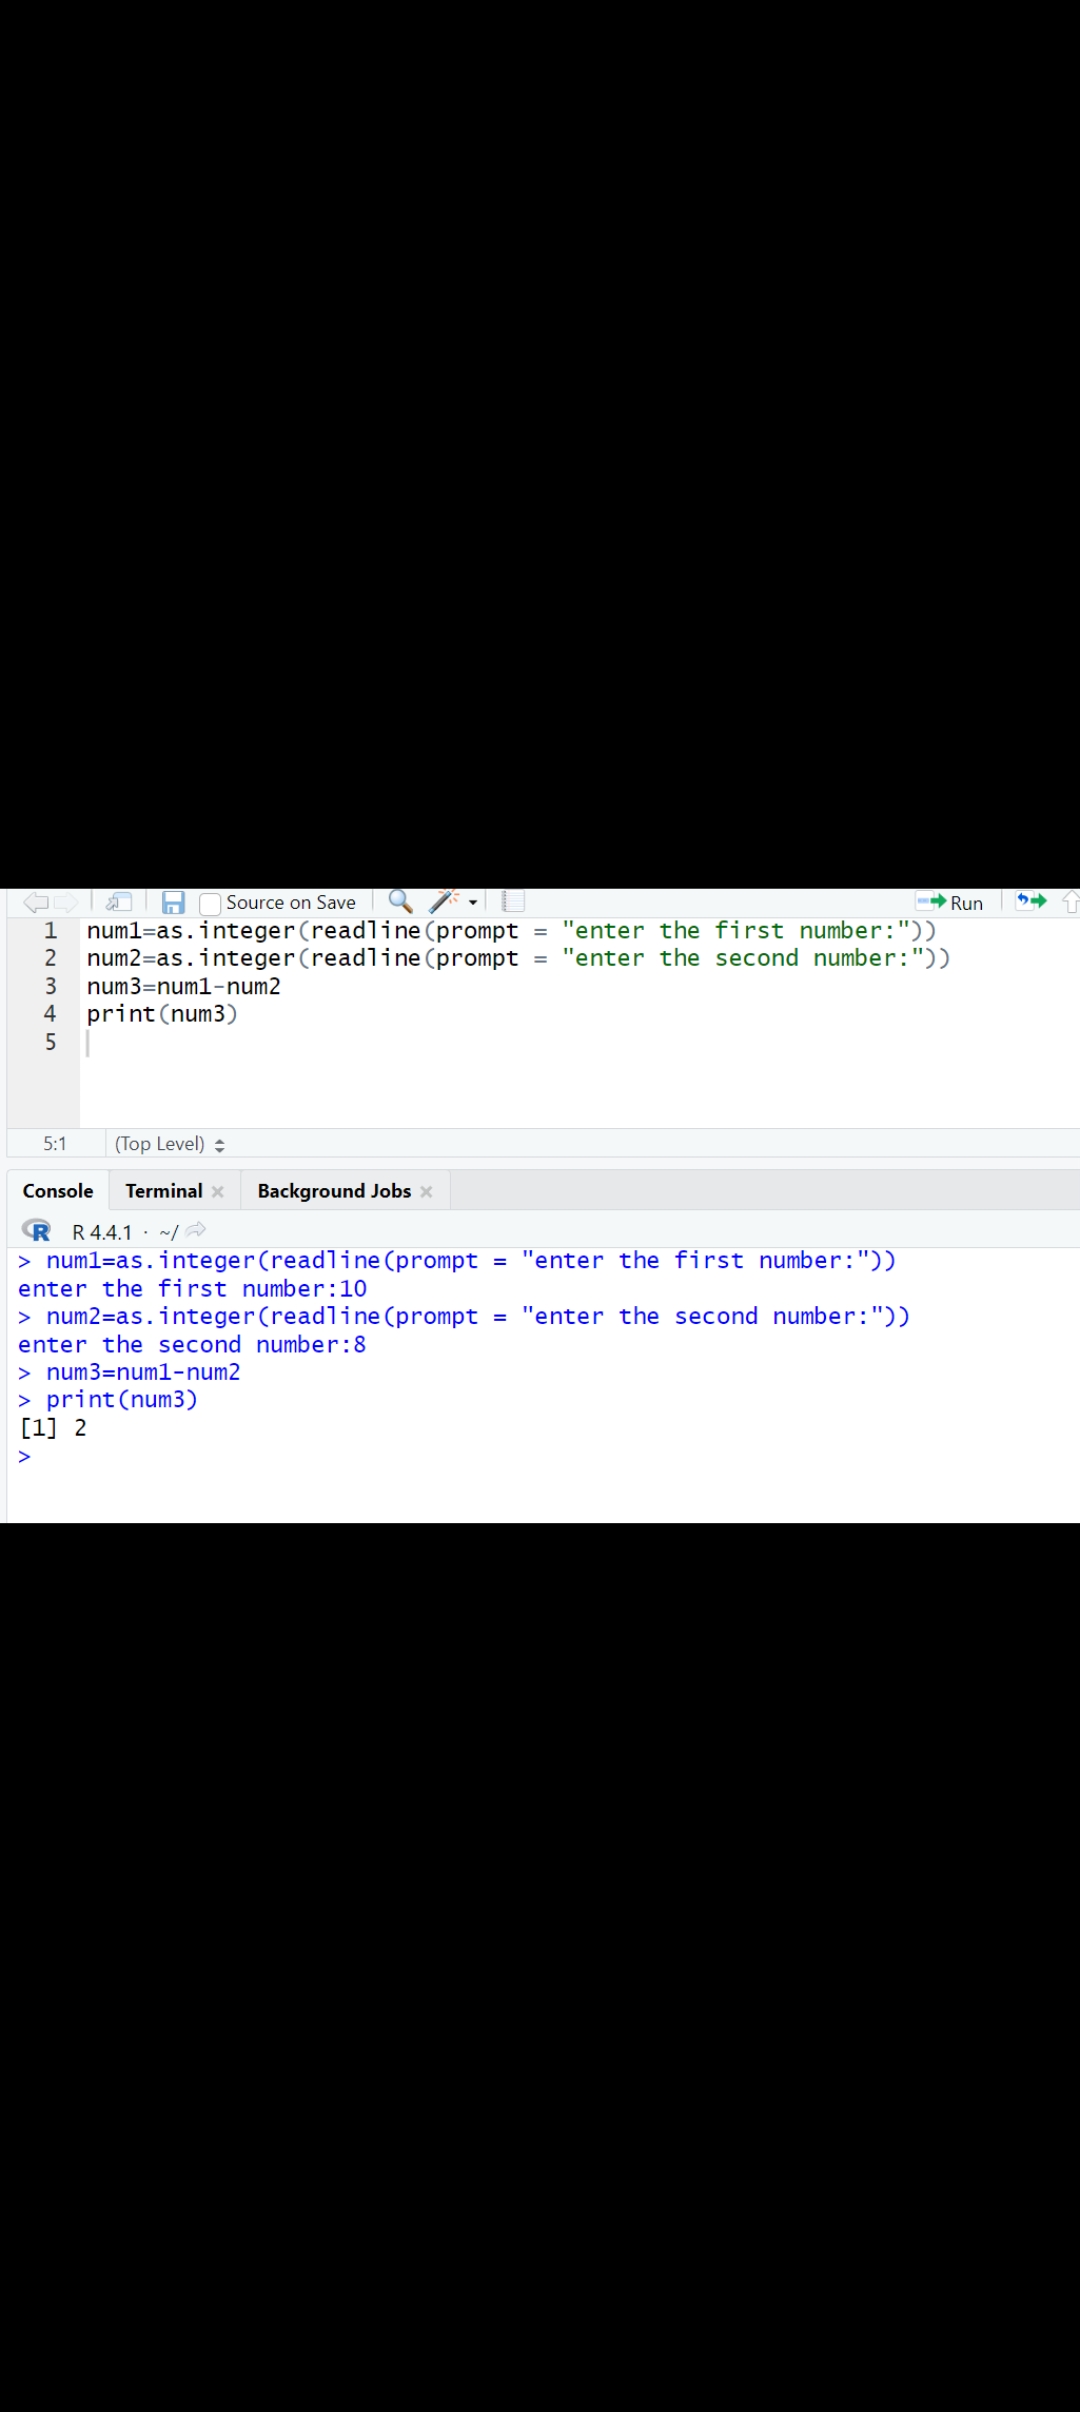 Source on Save Run
1 num1=as.integer(readline(prompt = "enter the first number:"))
2 num2=as.integer(readline(prompt = "enter the second number:"))
3 num3=num1-num2
4 print(num3)
5
5:1 (Top Level)
Console Terminal Background Jobs
R R 4.4.1 · ~/
> num1=as.integer(readline(prompt = "enter the first number:"))
enter the first number:10
> num2=as.integer(readline(prompt = "enter the second number:"))
enter the second number:8
> num3=num1-num2
> print(num3)
[1] 2
>